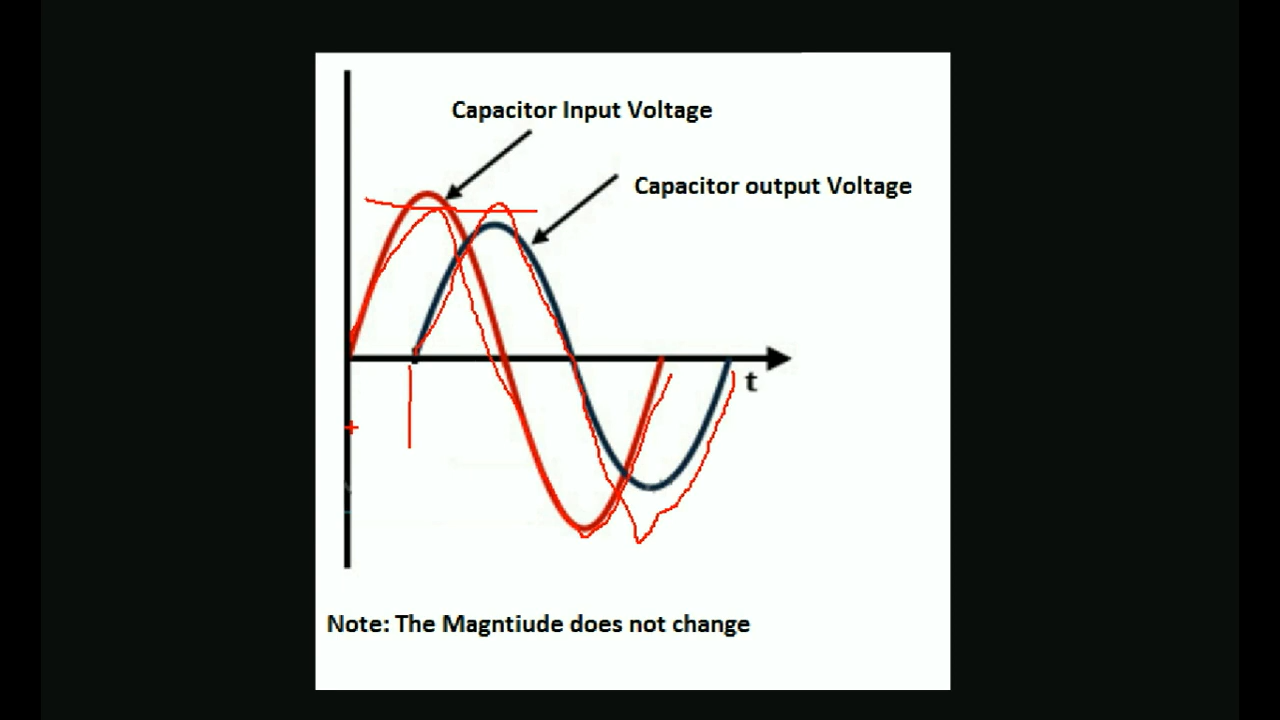 Capacitor Input Voltage
Capacitor output Voltage
t
Note: The Magntiude does not change